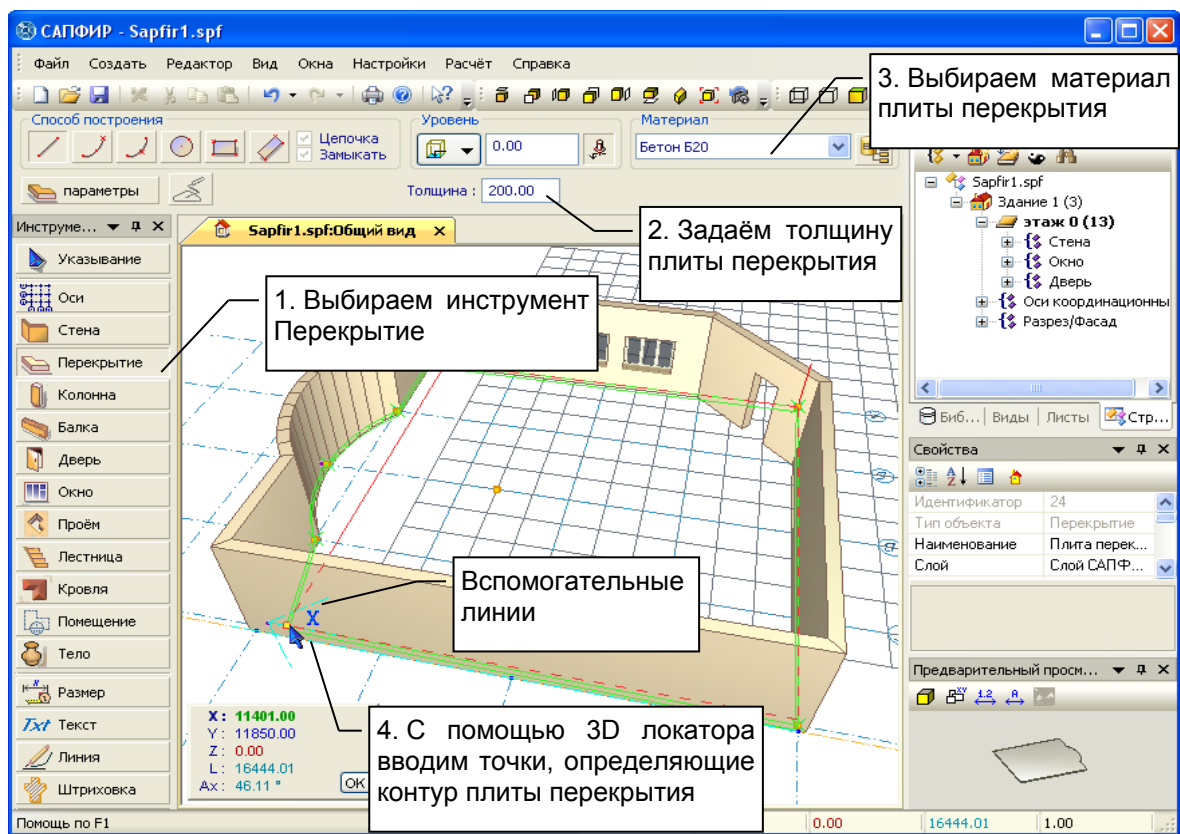 САПФИР - Sapfir1.spf
Файл Создать Редактор Вид Окна Настройки Расчёт Справка
3. Выбираем материал
плиты перекрытия
Способ построения
Цепочка
Замыкать
Уровень
0.00
Материал
Бетон Б20
параметры
Толщина : 200.00
2. Задаём толщину
плиты перекрытия
Sapfir1.spf
Здание 1 (3)
этаж 0 (13)
Стена
Окно
Дверь
Оси координационны
Разрез/Фасад
Биб... Виды Листы Стр...
Инструме...
Sapfir1.spf:Общий вид
1. Выбираем инструмент
Перекрытие
Указывание
Оси
Стена
Перекрытие
Колонна
Балка
Дверь
Окно
Проём
Лестница
Кровля
Помещение
Тело
Размер
Txt Текст
Линия
Штриховка
Вспомогательные
линии
X
X : 11401.00
Y : 11850.00
Z : 0.00
L : 16444.01
Ax : 46.11 °
OK
4. С помощью 3D локатора
вводим точки, определяющие
контур плиты перекрытия
Свойства
Идентификатор 24
Тип объекта Перекрытие
Наименование Плита перек...
Слой Слой САПФ...
Предварительный просм...
Помощь по F1
0.00
16444.01
1.00